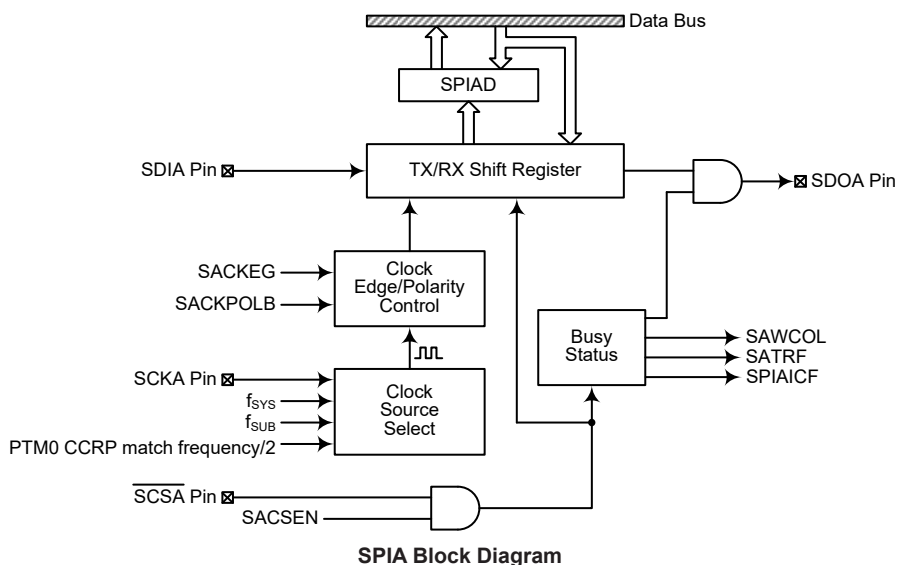 Data Bus
SPIAD
SDIA Pin
TX/RX Shift Register
SDOA Pin
SACKEG
SACKPOLB
Clock
Edge/Polarity
Control
Busy
Status
SAWCOL
SATRF
SPIAICF
SCKA Pin
fSYS
fSUB
PTM0 CCRP match frequency/2
Clock
Source
Select
SCSA Pin
SACSEN
SPIA Block Diagram